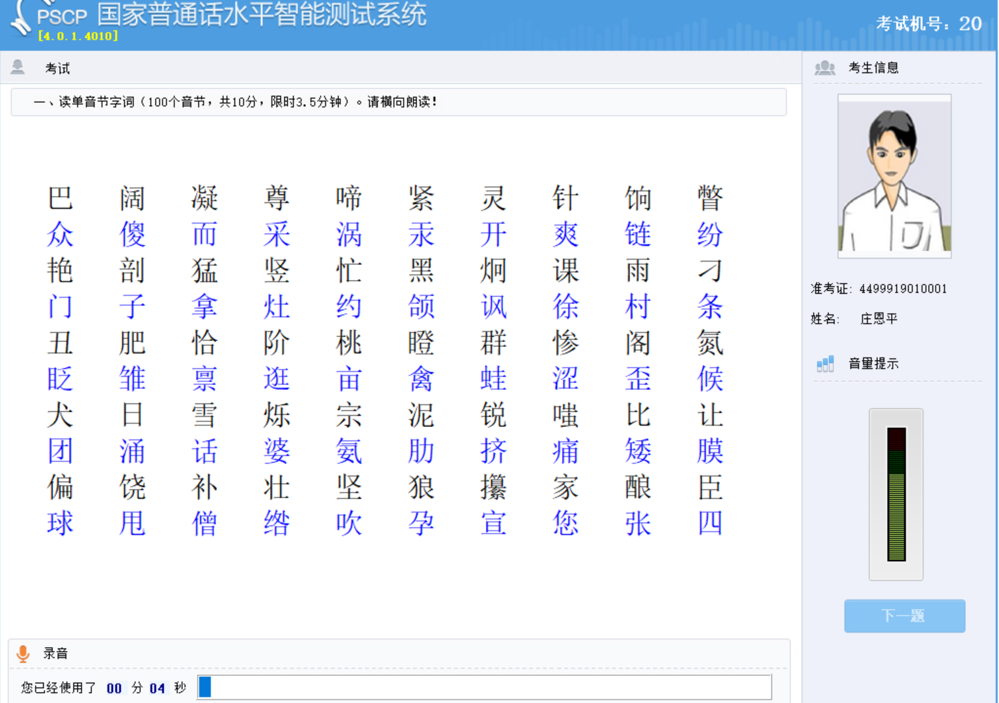 PSCP 国家普通话水平智能测试系统
[4.0.1.4010]
考试机号：20
考试
一、读单音节字词（100个音节，共10分，限时3.5分钟）。请横向朗读！
巴 阔 凝 尊 啼 紧 灵 针 饷 瞥
众 傻 而 采 涡 汞 开 爽 链 纷
艳 剖 猛 竖 忙 黑 炯 课 雨 刁
门 子 拿 灶 约 颌 讽 徐 村 条
丑 肥 恰 阶 桃 瞪 群 惨 阁 氮
眨 雏 禀 逛 亩 禽 蛙 涩 歪 候
犬 日 雪 烁 宗 泥 锐 嗤 比 让
团 涌 话 婆 氨 肋 挤 痛 矮 膜
偏 饶 补 壮 坚 狼 攥 家 酿 臣
球 甩 僧 绺 吹 孕 宣 您 张 四
录音
您已经使用了 00 分 04 秒
考生信息
准考证: 4499919010001
姓名: 庄恩平
音量提示
下一题